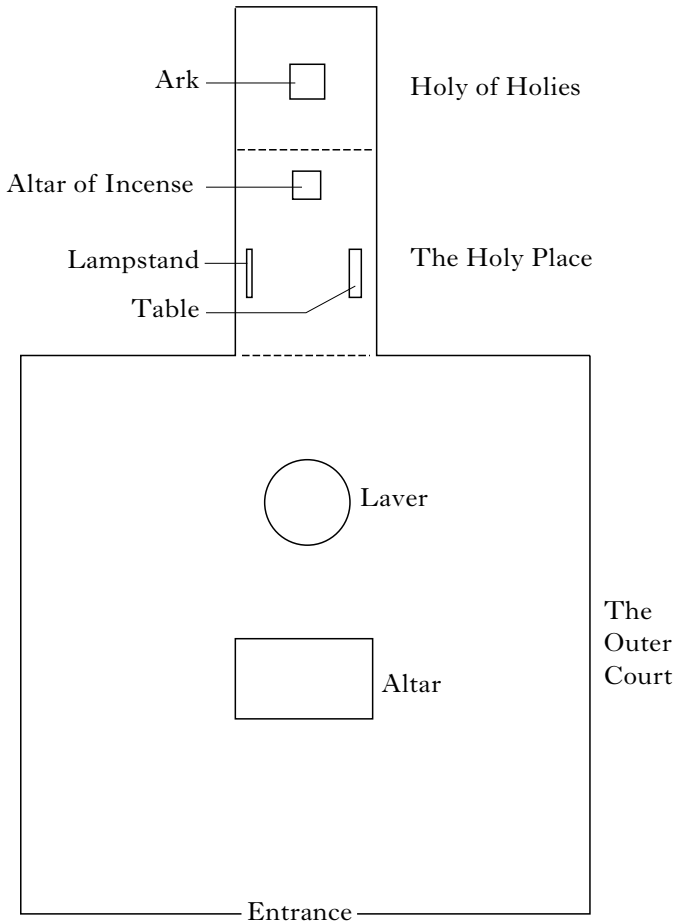 Ark
Holy of Holies
Altar of Incense
Lampstand
The Holy Place
Table
Laver
The
Outer
Court
Altar
Entrance